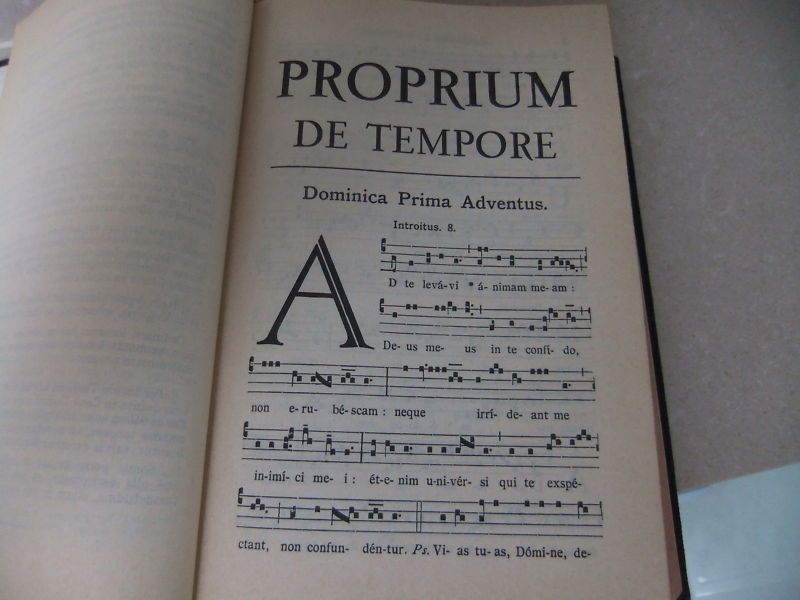 PROPRIUM
DE TEMPORE
Dominica Prima Adventus.
Introitus. 8.
AD te levá-vi * á-nimam me-am :
De-us me- us in te confí- do,
non e-ru- bé-scam : neque irrí- de- ant me
in-imí-ci me- i : ét-e-nim u-ni-vér- si qui te exspé-
ctant, non confun- dén-tur. Ps. Vi- as tu-as, Dómi-ne, de-